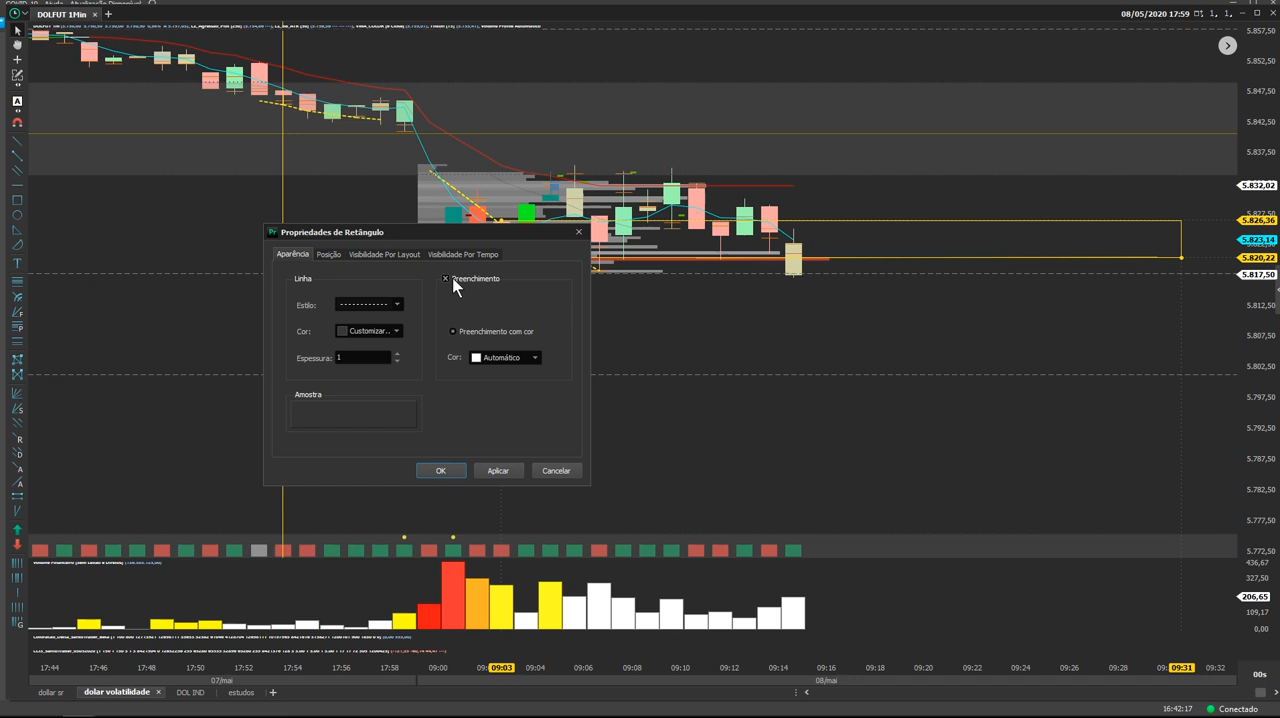 DOLFUT 1Min
08/05/2020 17:59
5.857,50
5.852,50
5.847,50
5.842,50
5.837,50
5.832,02
5.827,50
5.826,36
5.823,14
5.820,22
5.817,50
5.812,50
5.807,50
5.802,50
5.797,50
5.792,50
5.787,50
5.782,50
5.777,50
5.772,50
Propriedades de Retângulo
Aparência Posição Visibilidade Por Layout Visibilidade Por Tempo
Linha
Preenchimento
Estilo:
Cor: Customizar..
Espessura: 1
Preenchimento com cor
Cor: Automático
Amostra
OK Aplicar Cancelar
436,67
327,50
206,65
109,17
0,00
17:44 17:46 17:48 17:50 17:52 17:54 17:56 17:58 09:00 09:03 09:04 09:06 09:08 09:10 09:12 09:14 09:16 09:18 09:20 09:22 09:24 09:26 09:28 09:31 09:32
07/mai 08/mai
00s
dollar sr dolar volatilidade DOL IND estudos
16:42:17 Conectado